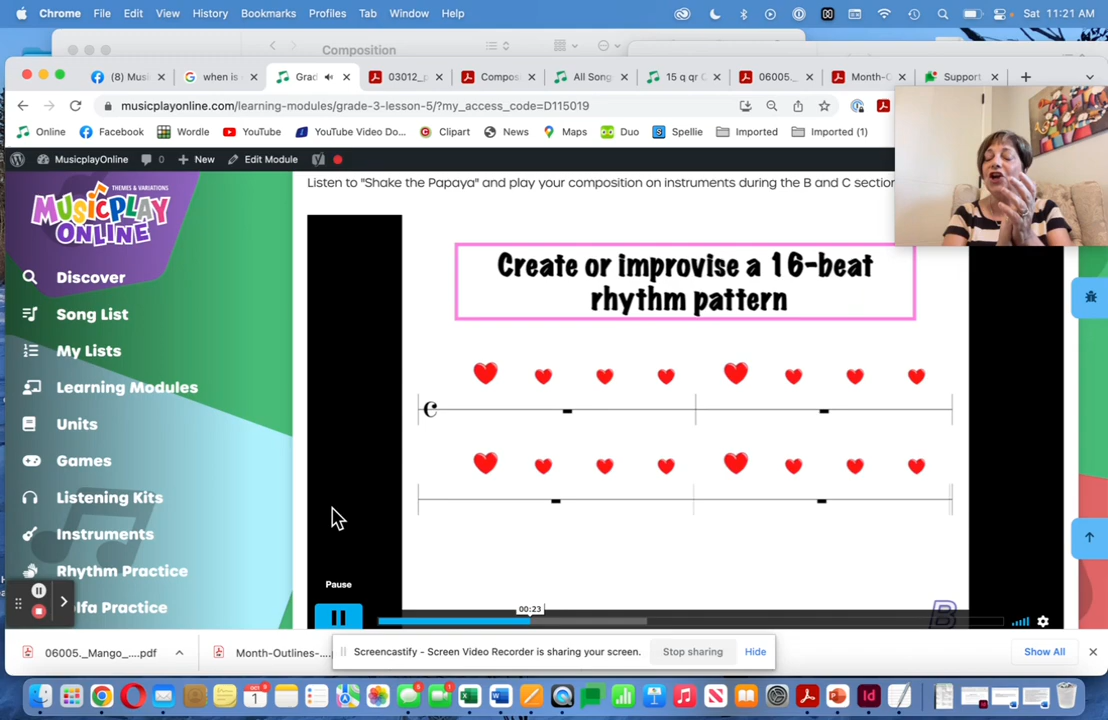 Chrome File Edit View History Bookmarks Profiles Tab Window Help Sat 11:21 AM
Composition
(8) Mus when is Grad 03012_ Compos All Song 15 q qr 06005. Month-C Support
musicplayonline.com/learning-modules/grade-3-lesson-5/?my_access_code=D115019
Online Facebook Wordle YouTube YouTube Video Do... Clipart News Maps Duo Spellie Imported Imported (1)
MusicplayOnline 0 New Edit Module
THEMES & VARIATIONS
MUSICPLAY
ONLINE
Discover
Song List
My Lists
Learning Modules
Units
Games
Listening Kits
Instruments
Rhythm Practice
olfa Practice
Listen to "Shake the Papaya" and play your composition on instruments during the B and C section
Create or improvise a 16-beat
rhythm pattern
Pause
00:23
B
06005._Mango_....pdf Month-Outlines-....
Screencastify - Screen Video Recorder is sharing your screen. Stop sharing Hide
Show All